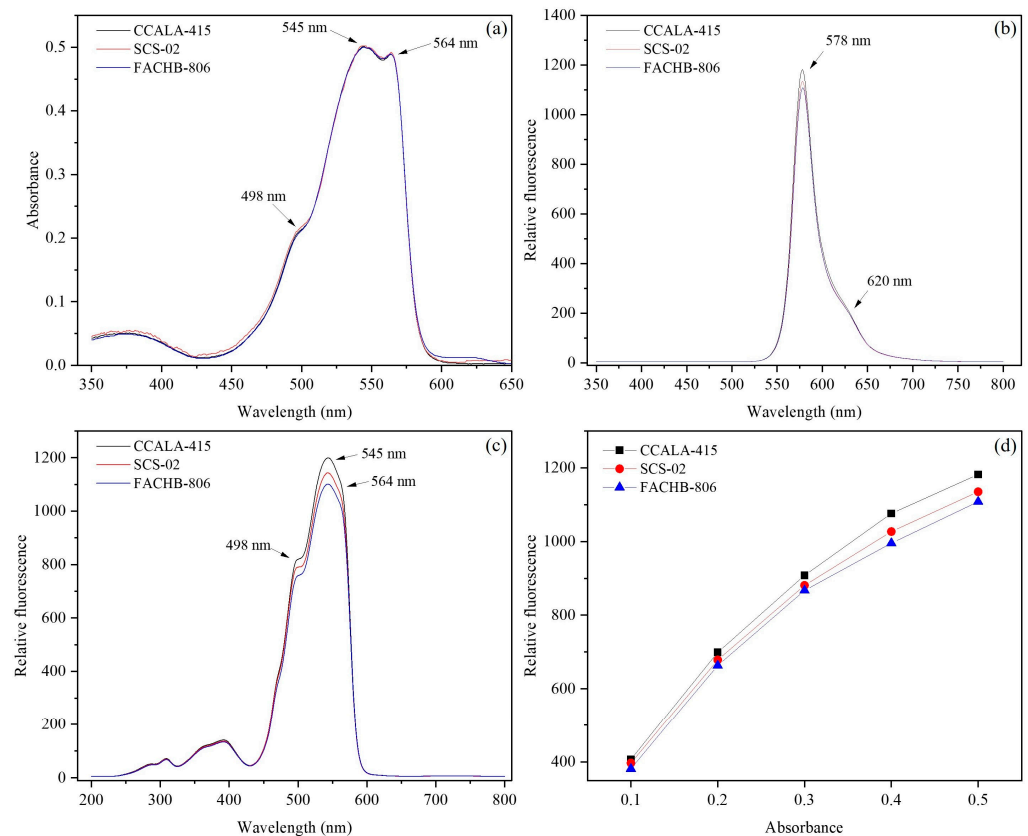 (a)
CCALA-415
SCS-02
FACHB-806
545 nm
564 nm
498 nm
Absorbance
0.5
0.4
0.3
0.2
0.1
0.0
350 400 450 500 550 600 650
Wavelength (nm)
(b)
CCALA-415
SCS-02
FACHB-806
578 nm
620 nm
Relative fluorescence
1200
1000
800
600
400
200
0
350 400 450 500 550 600 650 700 750 800
Wavelength (nm)
(c)
CCALA-415
SCS-02
FACHB-806
545 nm
564 nm
498 nm
Relative fluorescence
1200
1000
800
600
400
200
0
200 300 400 500 600 700 800
Wavelength (nm)
(d)
CCALA-415
SCS-02
FACHB-806
Relative fluorescence
1200
1000
800
600
400
0.1 0.2 0.3 0.4 0.5
Absorbance